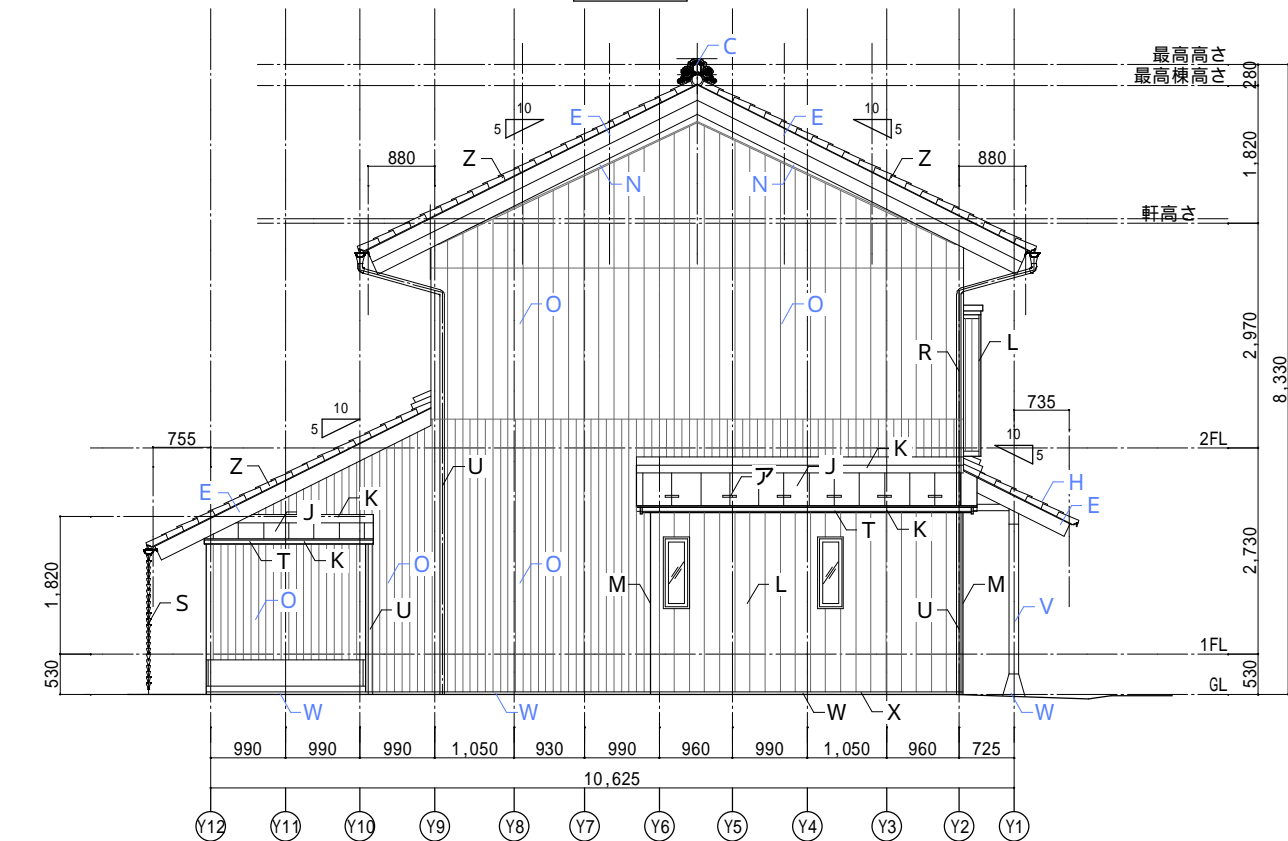 C
最高高さ
最高棟高さ
280
10
5
E
E
10
5
1,820
Z
Z
880
880
N
N
軒高さ
O
O
R
L
2,970
8,330
735
10
5
10
5
755
2FL
Z
U
K
J
ア
H
E
E
K
J
T
K
T
K
O
O
M
L
M
2,730
1,820
S
O
U
U
V
1FL
530
530
GL
W
W
W
X
W
990
990
990
1,050
930
990
960
990
1,050
960
725
10,625
Y12
Y11
Y10
Y9
Y8
Y7
Y6
Y5
Y4
Y3
Y2
Y1